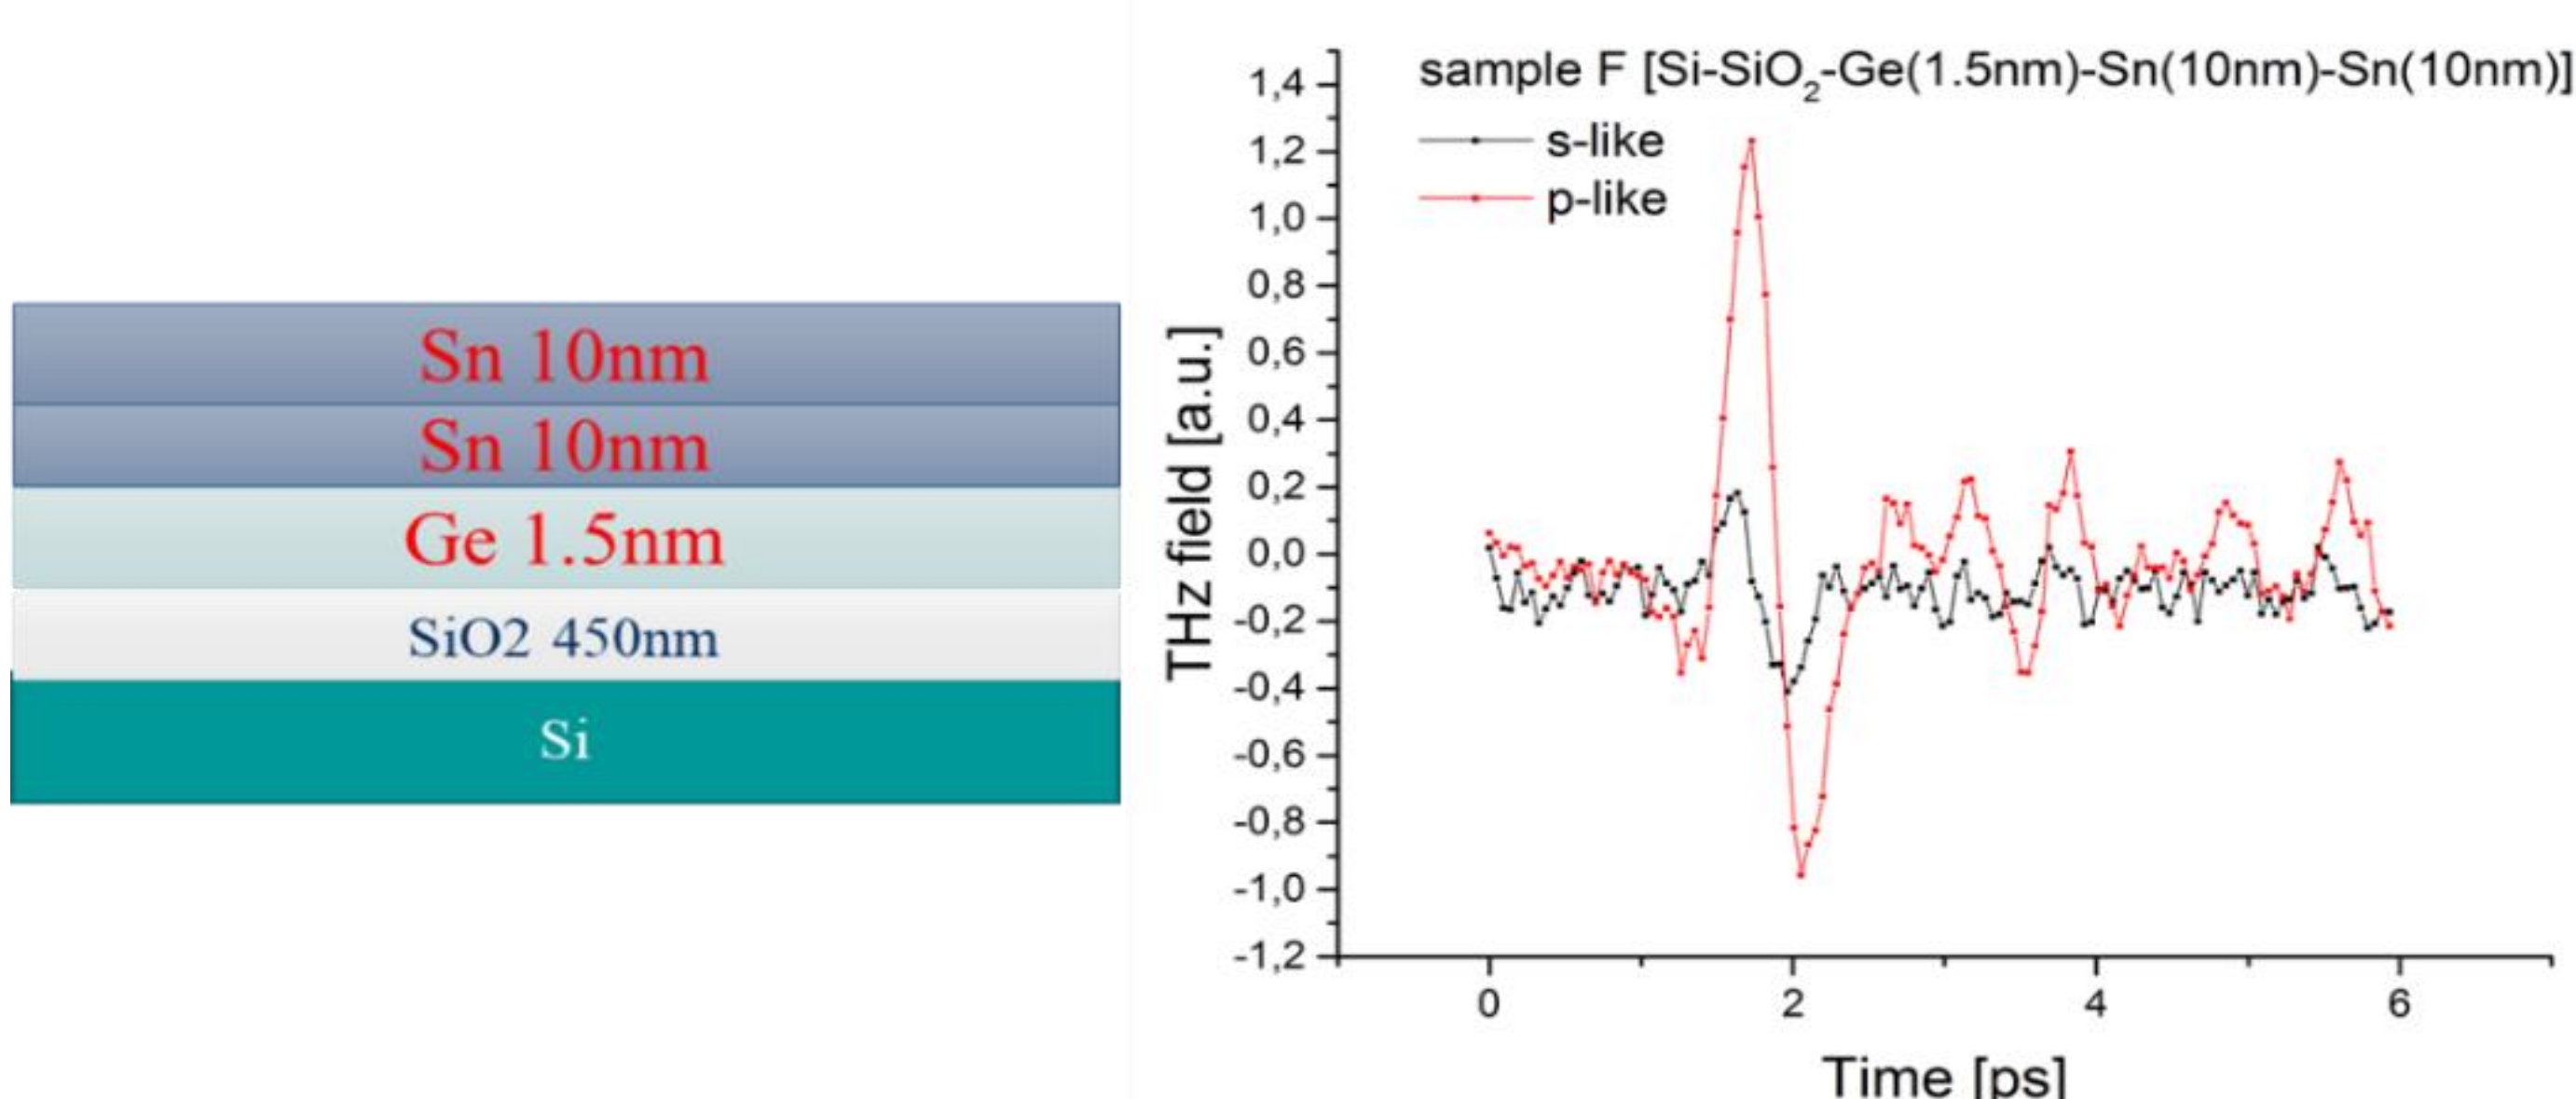 Sn 10nm
Sn 10nm
Ge 1.5nm
SiO2 450nm
Si
sample F [Si-SiO₂-Ge(1.5nm)-Sn(10nm)-Sn(10nm)]
s-like
p-like
THz field [a.u.]
1,4
1,2
1,0
0,8
0,6
0,4
0,2
0,0
-0,2
-0,4
-0,6
-0,8
-1,0
-1,2
0 2 4 6
Time [ps]